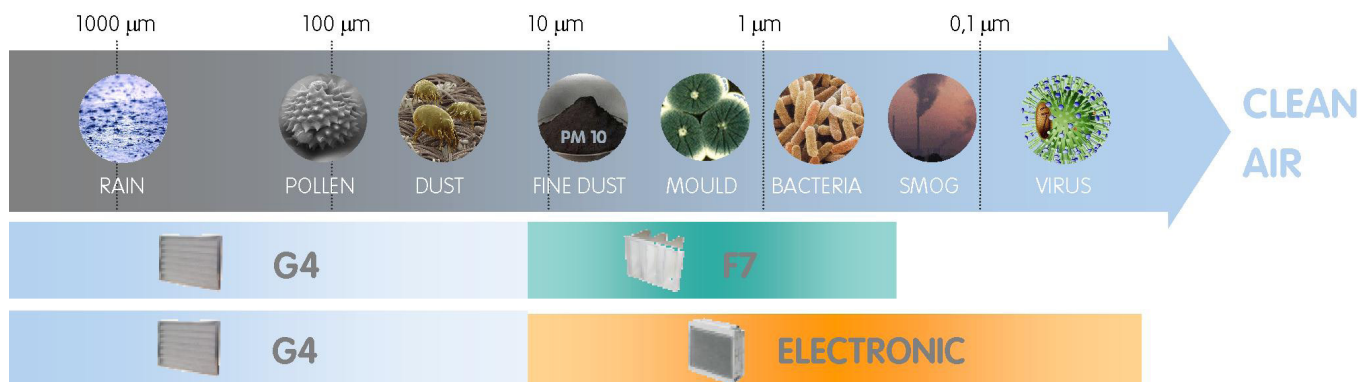 1000 μm 100 μm 10 μm 1 μm 0,1 μm
PM 10
RAIN POLLEN DUST FINE DUST MOULD BACTERIA SMOG VIRUS
CLEAN
AIR
G4 F7
G4 ELECTRONIC